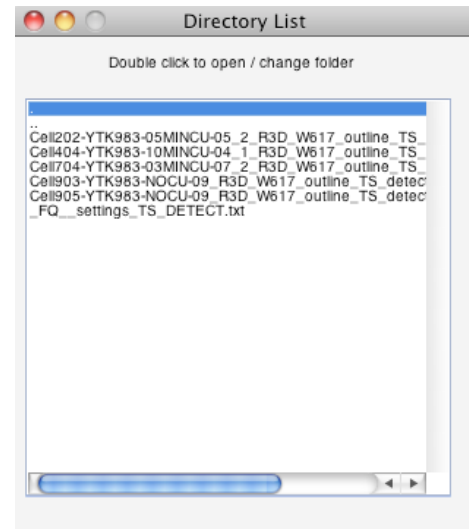 Directory List
Double click to open / change folder
.
..
Cell202-YTK983-05MINCU-05_2_R3D_W617_outline_TS_
Cell404-YTK983-10MINCU-04_1_R3D_W617_outline_TS_
Cell704-YTK983-03MINCU-07_2_R3D_W617_outline_TS_
Cell903-YTK983-NOCU-09_R3D_W617_outline_TS_detec
Cell905-YTK983-NOCU-09_R3D_W617_outline_TS_detec
_FQ__settings_TS_DETECT.txt